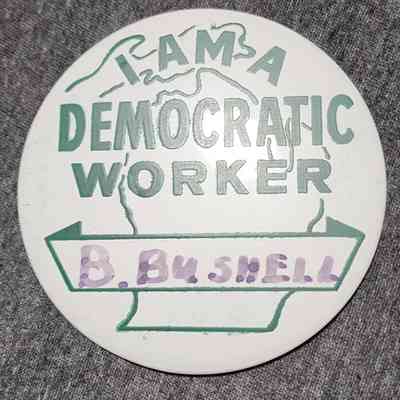 I AM A
DEMOCRATIC
WORKER
B. BUSHELL